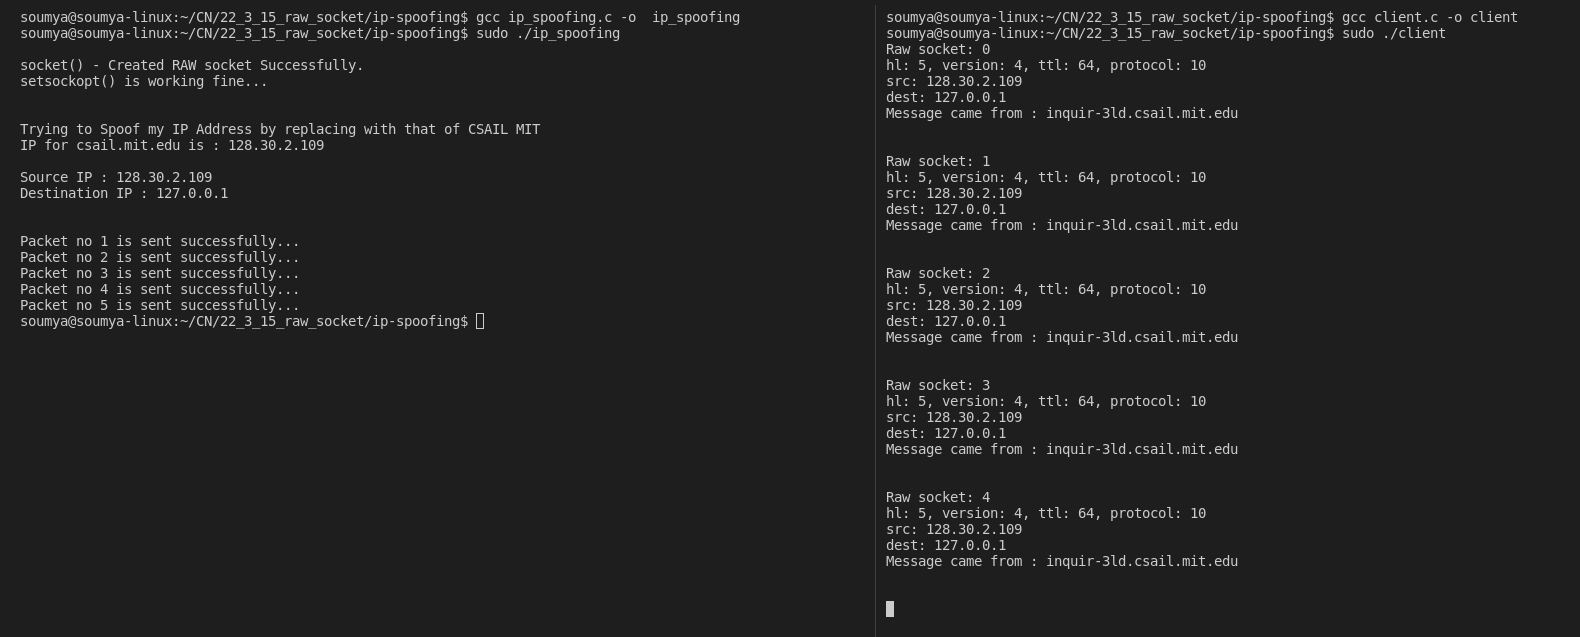 soumya@soumya-linux:~/CN/22_3_15_raw_socket/ip-spoofing$ gcc ip_spoofing.c -o  ip_spoofing
soumya@soumya-linux:~/CN/22_3_15_raw_socket/ip-spoofing$ sudo ./ip_spoofing
socket() - Created RAW socket Successfully.
setsockopt() is working fine...
Trying to Spoof my IP Address by replacing with that of CSAIL MIT
IP for csail.mit.edu is : 128.30.2.109
Source IP : 128.30.2.109
Destination IP : 127.0.0.1
Packet no 1 is sent successfully...
Packet no 2 is sent successfully...
Packet no 3 is sent successfully...
Packet no 4 is sent successfully...
Packet no 5 is sent successfully...
soumya@soumya-linux:~/CN/22_3_15_raw_socket/ip-spoofing$
soumya@soumya-linux:~/CN/22_3_15_raw_socket/ip-spoofing$ gcc client.c -o client
soumya@soumya-linux:~/CN/22_3_15_raw_socket/ip-spoofing$ sudo ./client
Raw socket: 0
hl: 5, version: 4, ttl: 64, protocol: 10
src: 128.30.2.109
dest: 127.0.0.1
Message came from : inquir-3ld.csail.mit.edu
Raw socket: 1
hl: 5, version: 4, ttl: 64, protocol: 10
src: 128.30.2.109
dest: 127.0.0.1
Message came from : inquir-3ld.csail.mit.edu
Raw socket: 2
hl: 5, version: 4, ttl: 64, protocol: 10
src: 128.30.2.109
dest: 127.0.0.1
Message came from : inquir-3ld.csail.mit.edu
Raw socket: 3
hl: 5, version: 4, ttl: 64, protocol: 10
src: 128.30.2.109
dest: 127.0.0.1
Message came from : inquir-3ld.csail.mit.edu
Raw socket: 4
hl: 5, version: 4, ttl: 64, protocol: 10
src: 128.30.2.109
dest: 127.0.0.1
Message came from : inquir-3ld.csail.mit.edu